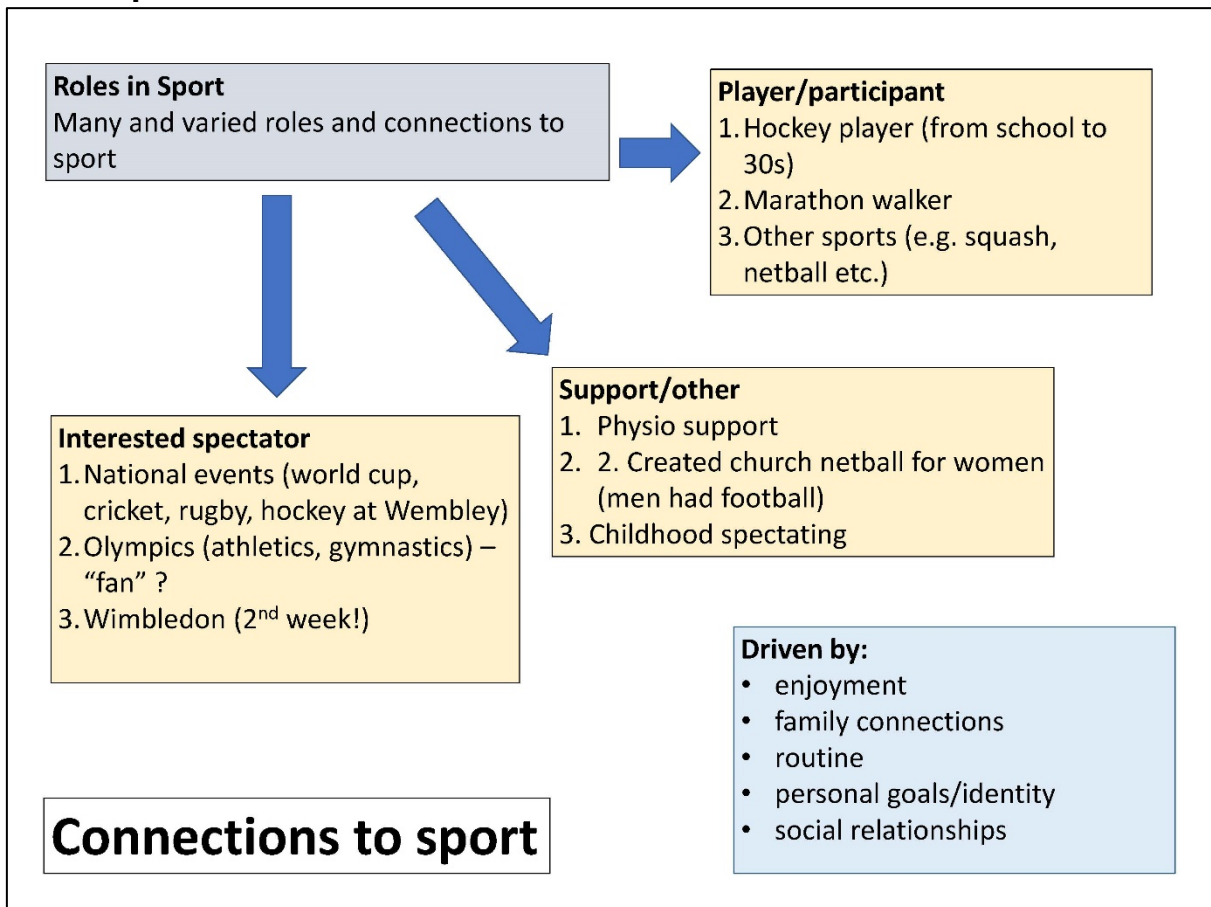 Roles in Sport
Many and varied roles and connections to
sport
Player/participant
1. Hockey player (from school to
30s)
2. Marathon walker
3. Other sports (e.g. squash,
netball etc.)
Support/other
1. Physio support
2. 2. Created church netball for women
(men had football)
3. Childhood spectating
Interested spectator
1. National events (world cup,
cricket, rugby, hockey at Wembley)
2. Olympics (athletics, gymnastics) –
“fan” ?
3. Wimbledon (2nd week!)
Driven by:
• enjoyment
• family connections
• routine
• personal goals/identity
• social relationships
Connections to sport